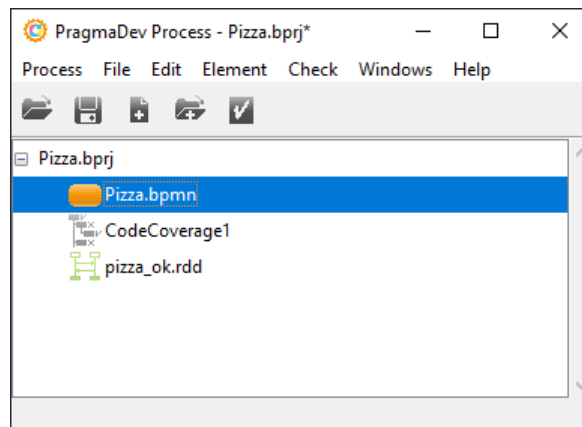 PragmaDev Process - Pizza.bprj*
Process File Edit Element Check Windows Help
Pizza.bprj
Pizza.bpmn
CodeCoverage1
pizza_ok.rdd